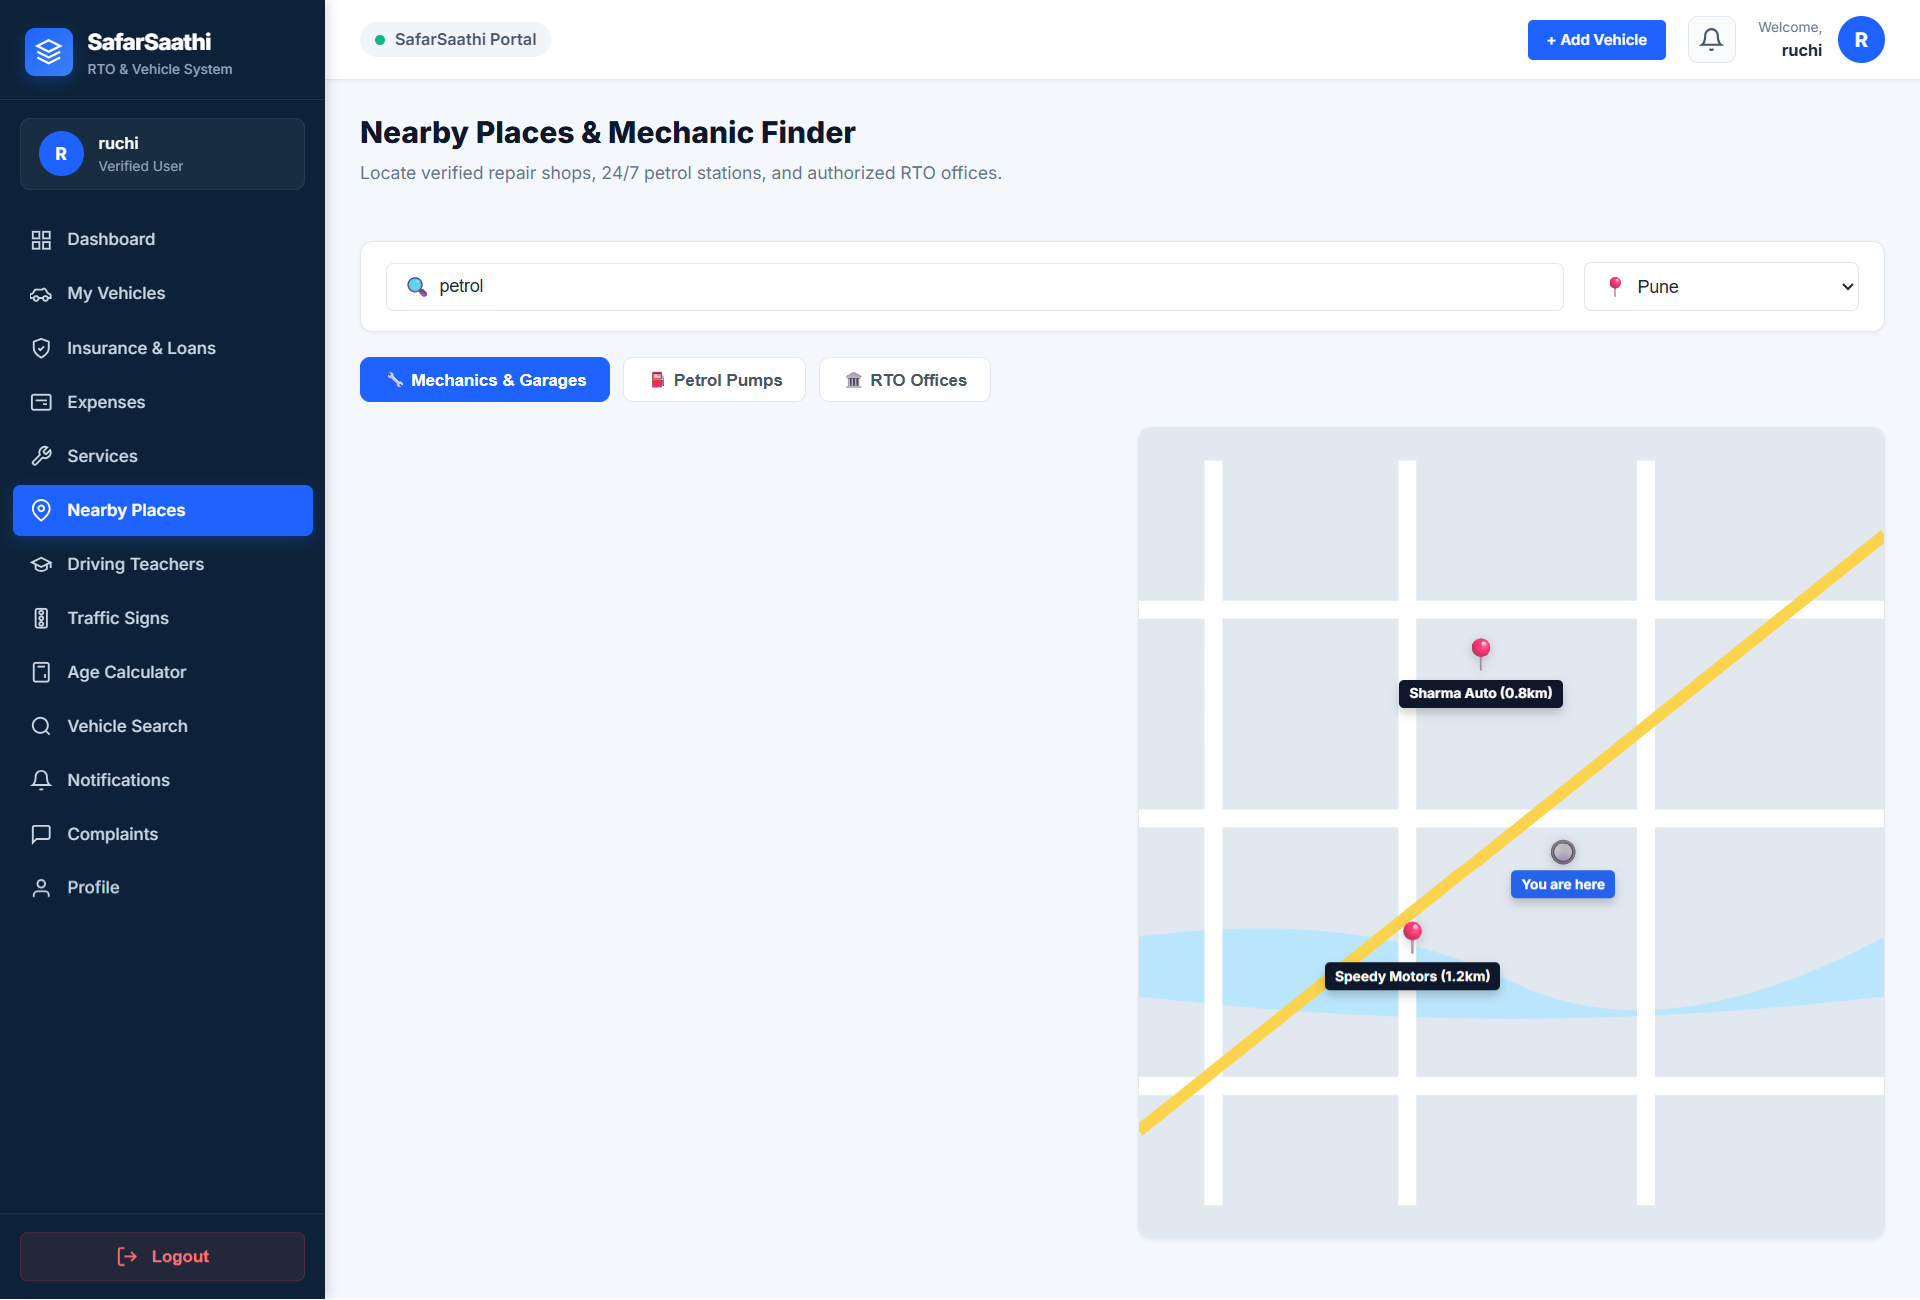 SafarSaathi
RTO & Vehicle System
R
ruchi
Verified User
Dashboard
My Vehicles
Insurance & Loans
Expenses
Services
Nearby Places
Driving Teachers
Traffic Signs
Age Calculator
Vehicle Search
Notifications
Complaints
Profile
Logout
SafarSaathi Portal
+ Add Vehicle
Welcome,
ruchi
R
Nearby Places & Mechanic Finder
Locate verified repair shops, 24/7 petrol stations, and authorized RTO offices.
petrol
Pune
Mechanics & Garages
Petrol Pumps
RTO Offices
Sharma Auto (0.8km)
You are here
Speedy Motors (1.2km)